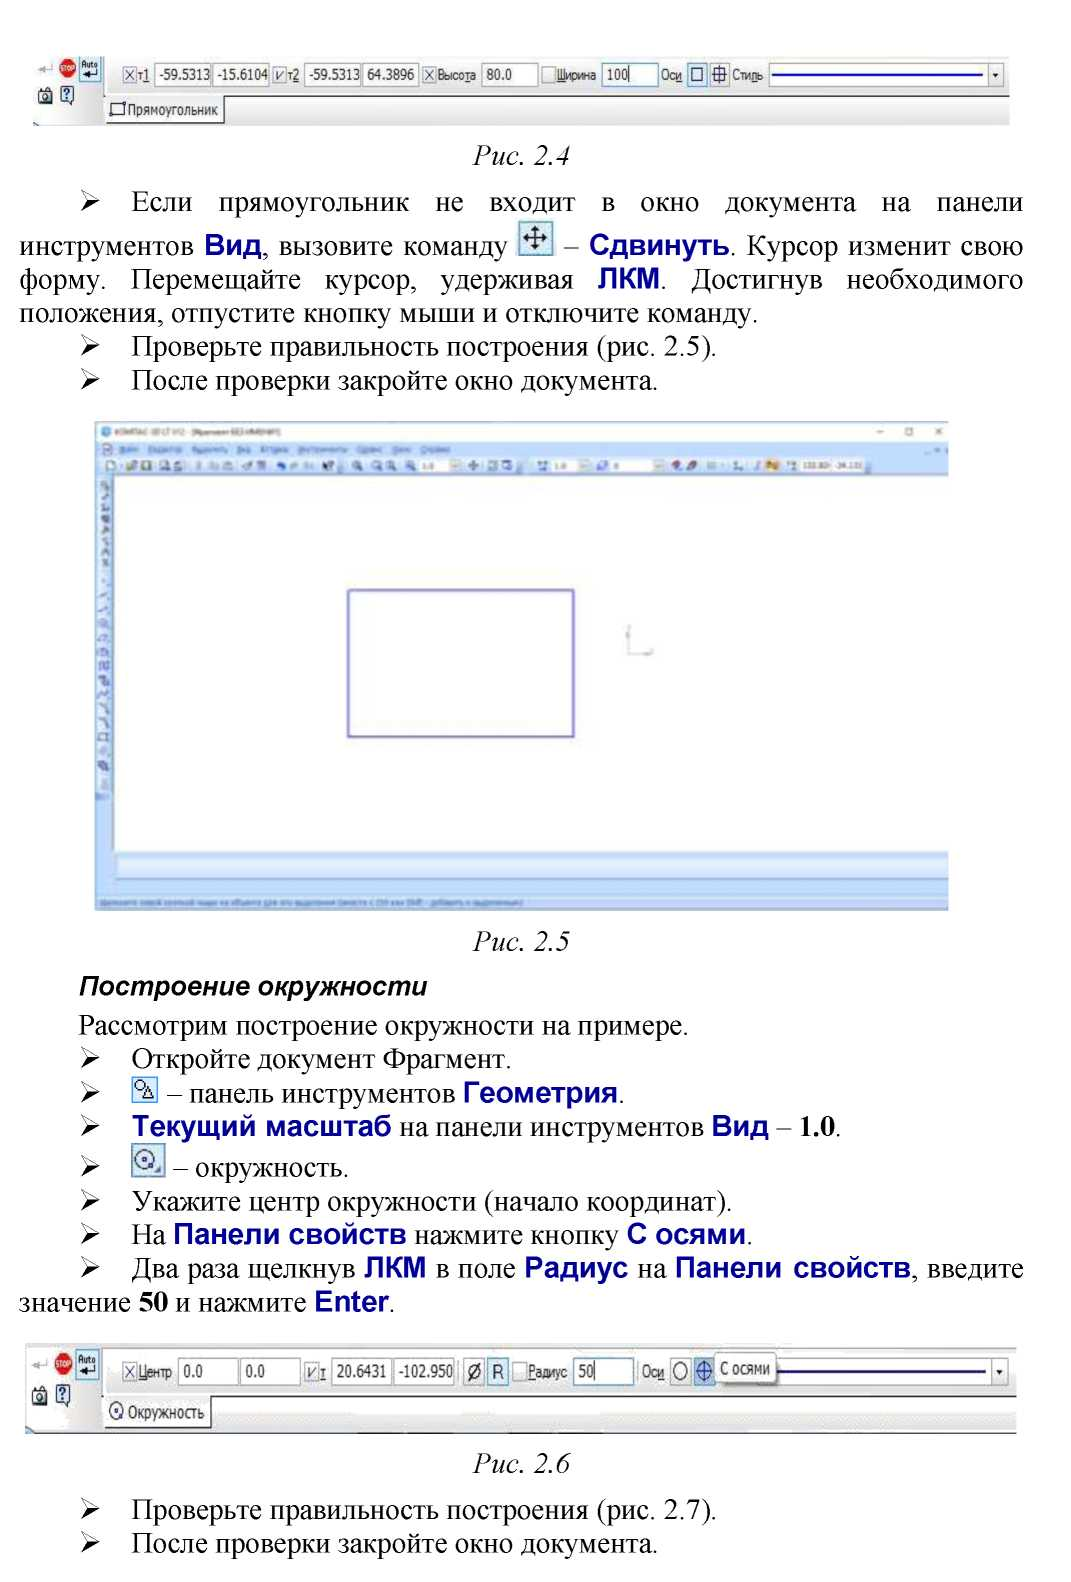 STOP Auto
т1 -59.5313 -15.6104 т2 -59.5313 64.3896 Высота 80.0 Ширина 100 Оси Стиль
Прямоугольник
Рис. 2.4
➢ Если прямоугольник не входит в окно документа на панели
инструментов Вид, вызовите команду – Сдвинуть. Курсор изменит свою
форму. Перемещайте курсор, удерживая ЛКМ. Достигнув необходимого
положения, отпустите кнопку мыши и отключите команду.
➢ Проверьте правильность построения (рис. 2.5).
➢ После проверки закройте окно документа.
Рис. 2.5
Построение окружности
Рассмотрим построение окружности на примере.
➢ Откройте документ Фрагмент.
➢ – панель инструментов Геометрия.
➢ Текущий масштаб на панели инструментов Вид – 1.0.
➢ – окружность.
➢ Укажите центр окружности (начало координат).
➢ На Панели свойств нажмите кнопку С осями.
➢ Два раза щелкнув ЛКМ в поле Радиус на Панели свойств, введите
значение 50 и нажмите Enter.
STOP Auto
Центр 0.0 0.0 т 20.6431 -102.950 Ø R Радиус 50 Оси С осями
Окружность
Рис. 2.6
➢ Проверьте правильность построения (рис. 2.7).
➢ После проверки закройте окно документа.